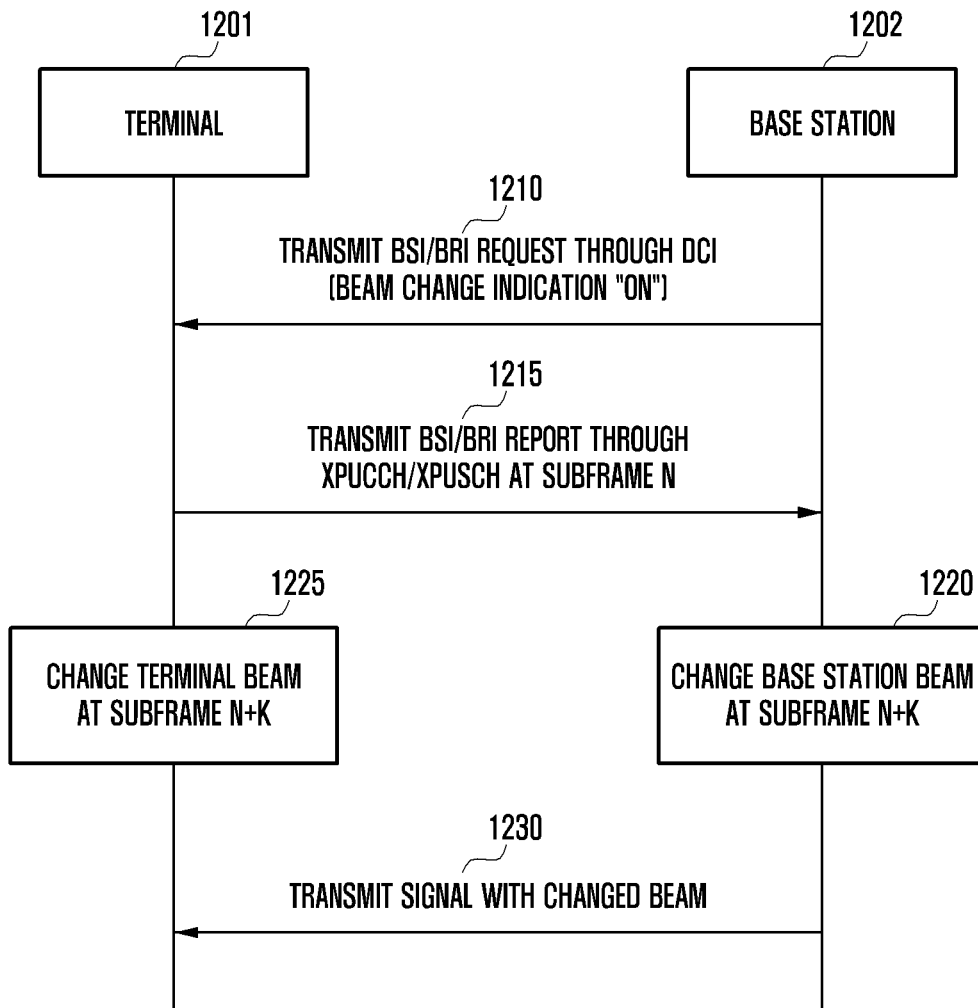 1201
1202
TERMINAL
BASE STATION
1210
TRANSMIT BSI/BRI REQUEST THROUGH DCI
(BEAM CHANGE INDICATION "ON")
1215
TRANSMIT BSI/BRI REPORT THROUGH
XPUCCH/XPUSCH AT SUBFRAME N
1225
1220
CHANGE TERMINAL BEAM
AT SUBFRAME N+K
CHANGE BASE STATION BEAM
AT SUBFRAME N+K
1230
TRANSMIT SIGNAL WITH CHANGED BEAM